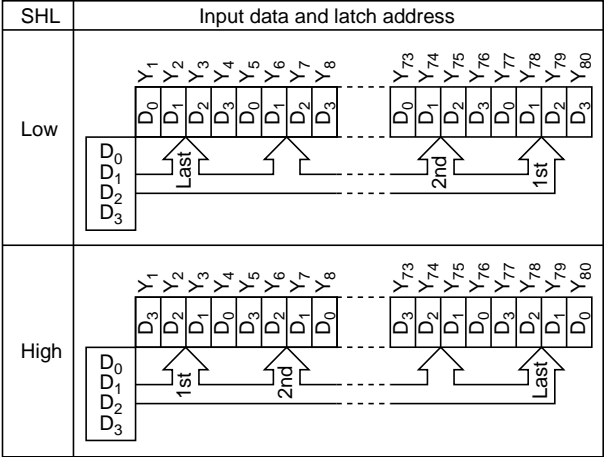 SHL Input data and latch address
Low
Y1 Y2 Y3 Y4 Y5 Y6 Y7 Y8 Y73 Y74 Y75 Y76 Y77 Y78 Y79 Y80
D0 D1 D2 D3 D0 D1 D2 D3 D0 D1 D2 D3 D0 D1 D2 D3
D0
D1
D2
D3
Last 2nd 1st
High
Y1 Y2 Y3 Y4 Y5 Y6 Y7 Y8 Y73 Y74 Y75 Y76 Y77 Y78 Y79 Y80
D3 D2 D1 D0 D3 D2 D1 D0 D3 D2 D1 D0 D3 D2 D1 D0
D0
D1
D2
D3
1st 2nd Last